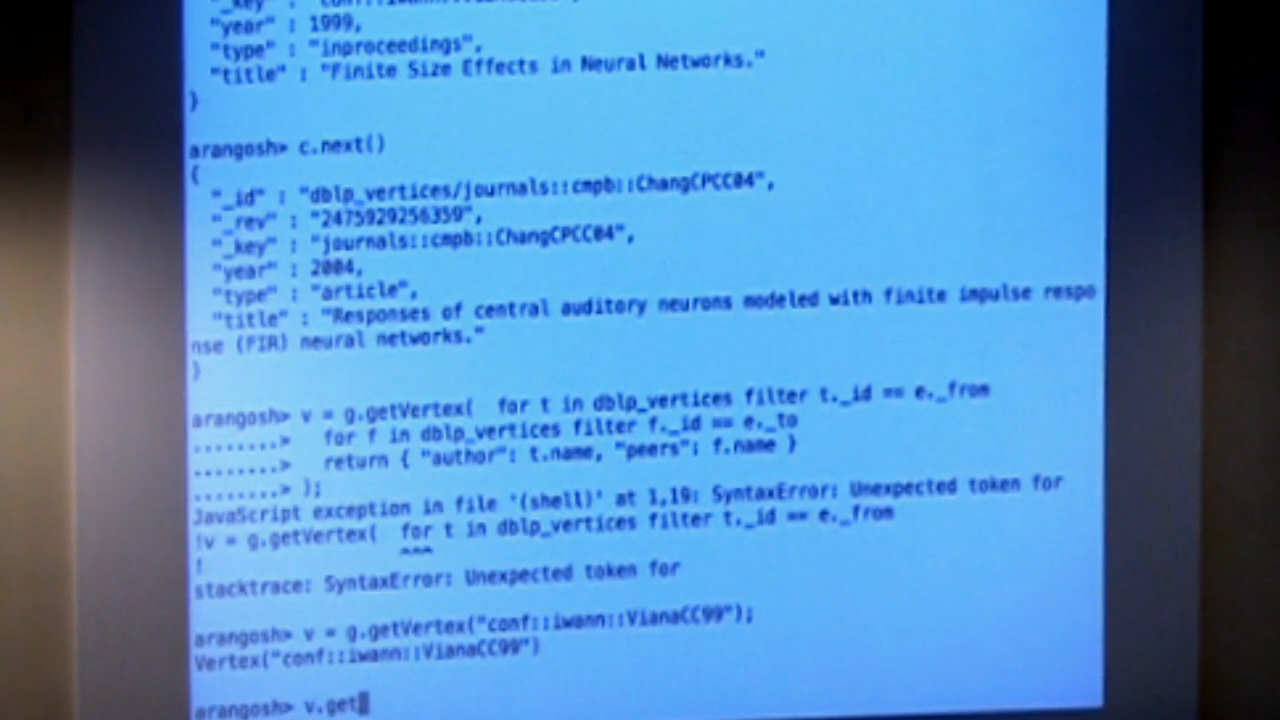 "_key" : "conf::iwann::VianaCC99",
"year" : 1999,
"type" : "inproceedings",
"title" : "Finite Size Effects in Neural Networks."
}
arangosh> c.next()
{
"_id" : "dblp_vertices/journals::cmpb::ChangCPCC04",
"_rev" : "2475929256359",
"_key" : "journals::cmpb::ChangCPCC04",
"year" : 2004,
"type" : "article",
"title" : "Responses of central auditory neurons modeled with finite impulse respo
nse (FIR) neural networks."
}
arangosh> v = g.getVertex(  for t in dblp_vertices filter t._id == e._from
........>   for f in dblp_vertices filter f._id == e._to
........>   return { "author": t.name, "peers": f.name }
........> );
JavaScript exception in file '(shell)' at 1,19: SyntaxError: Unexpected token for
!v = g.getVertex(  for t in dblp_vertices filter t._id == e._from
!                  ^^^
stacktrace: SyntaxError: Unexpected token for
arangosh> v = g.getVertex("conf::iwann::VianaCC99");
Vertex("conf::iwann::VianaCC99")
arangosh> v.get